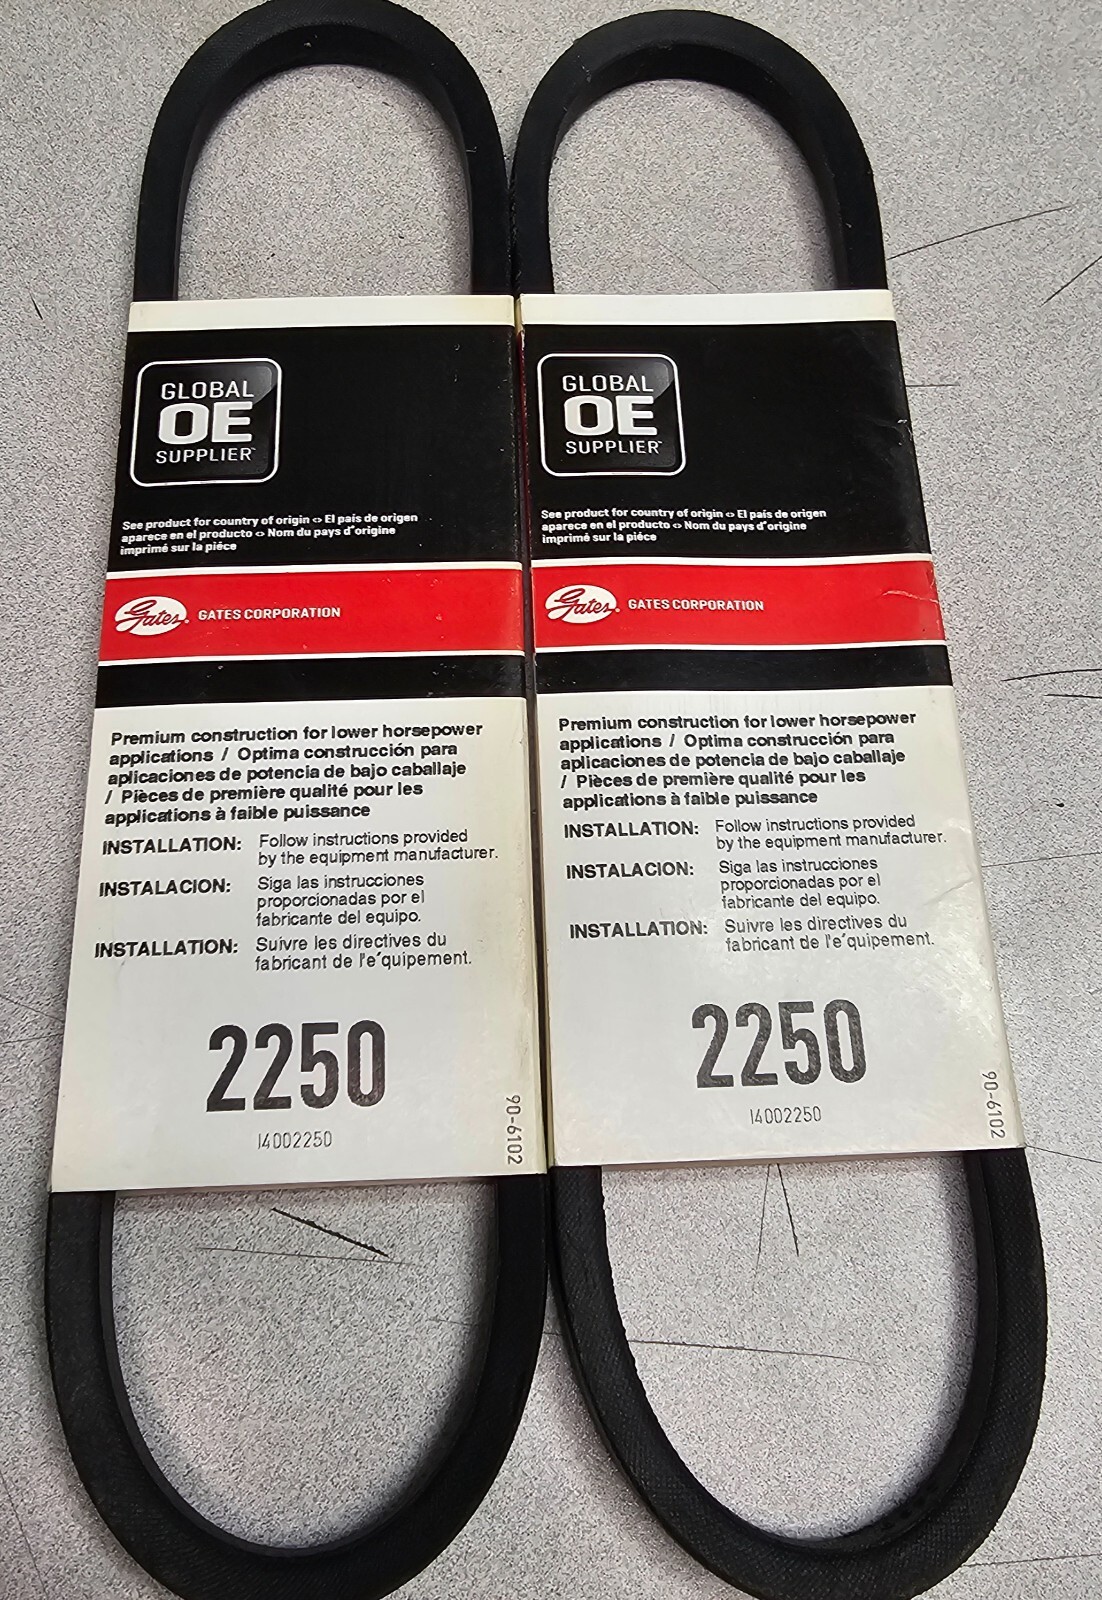 GLOBAL
OE
SUPPLIER™
See product for country of origin <> El país de origen
aparece en el producto <> Nom du pays d´origine
imprimé sur la piéce
Gates. GATES CORPORATION
Premium construction for lower horsepower
applications / Optima construcción para
aplicaciones de potencia de bajo caballaje
/ Pièces de première qualité pour les
applications à faible puissance
INSTALLATION: Follow instructions provided
by the equipment manufacturer.
INSTALACION: Siga las instrucciones
proporcionadas por el
fabricante del equipo.
INSTALLATION: Suivre les directives du
fabricant de l'e´quipement.
2250
I4002250
90-6102
GLOBAL
OE
SUPPLIER™
See product for country of origin <> El país de origen
aparece en el producto <> Nom du pays d´origine
imprimé sur la piéce
Gates. GATES CORPORATION
Premium construction for lower horsepower
applications / Optima construcción para
aplicaciones de potencia de bajo caballaje
/ Pièces de première qualité pour les
applications à faible puissance
INSTALLATION: Follow instructions provided
by the equipment manufacturer.
INSTALACION: Siga las instrucciones
proporcionadas por el
fabricante del equipo.
INSTALLATION: Suivre les directives du
fabricant de l'e´quipement.
2250
I4002250
90-6102